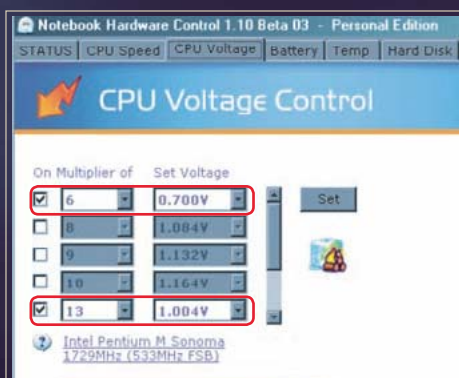 Notebook Hardware Control 1.10 Beta 03 - Personal Edition
STATUS CPU Speed CPU Voltage Battery Temp Hard Disk
CPU Voltage Control
On Multiplier of Set Voltage
6 0.700V Set
8 1.084V
9 1.132V
10 1.164V
13 1.004V
Intel Pentium M Sonoma
1729MHz (533MHz FSB)